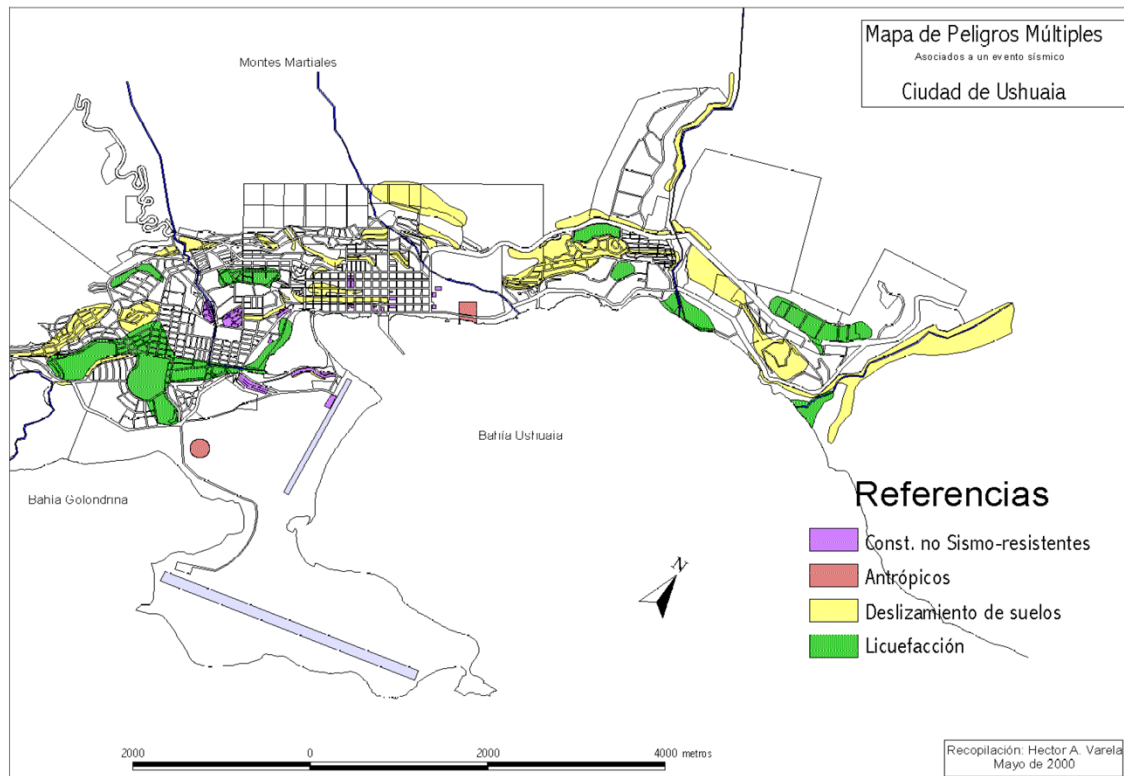 Mapa de Peligros Múltiples
Asociados a un evento sísmico
Ciudad de Ushuaia
Montes Martiales
Bahía Ushuaia
Bahía Golondrina
Referencias
Const. no Sismo-resistentes
Antrópicos
Deslizamiento de suelos
Licuefacción
N
2000 0 2000 4000 metros
Recopilación: Hector A. Varela
Mayo de 2000